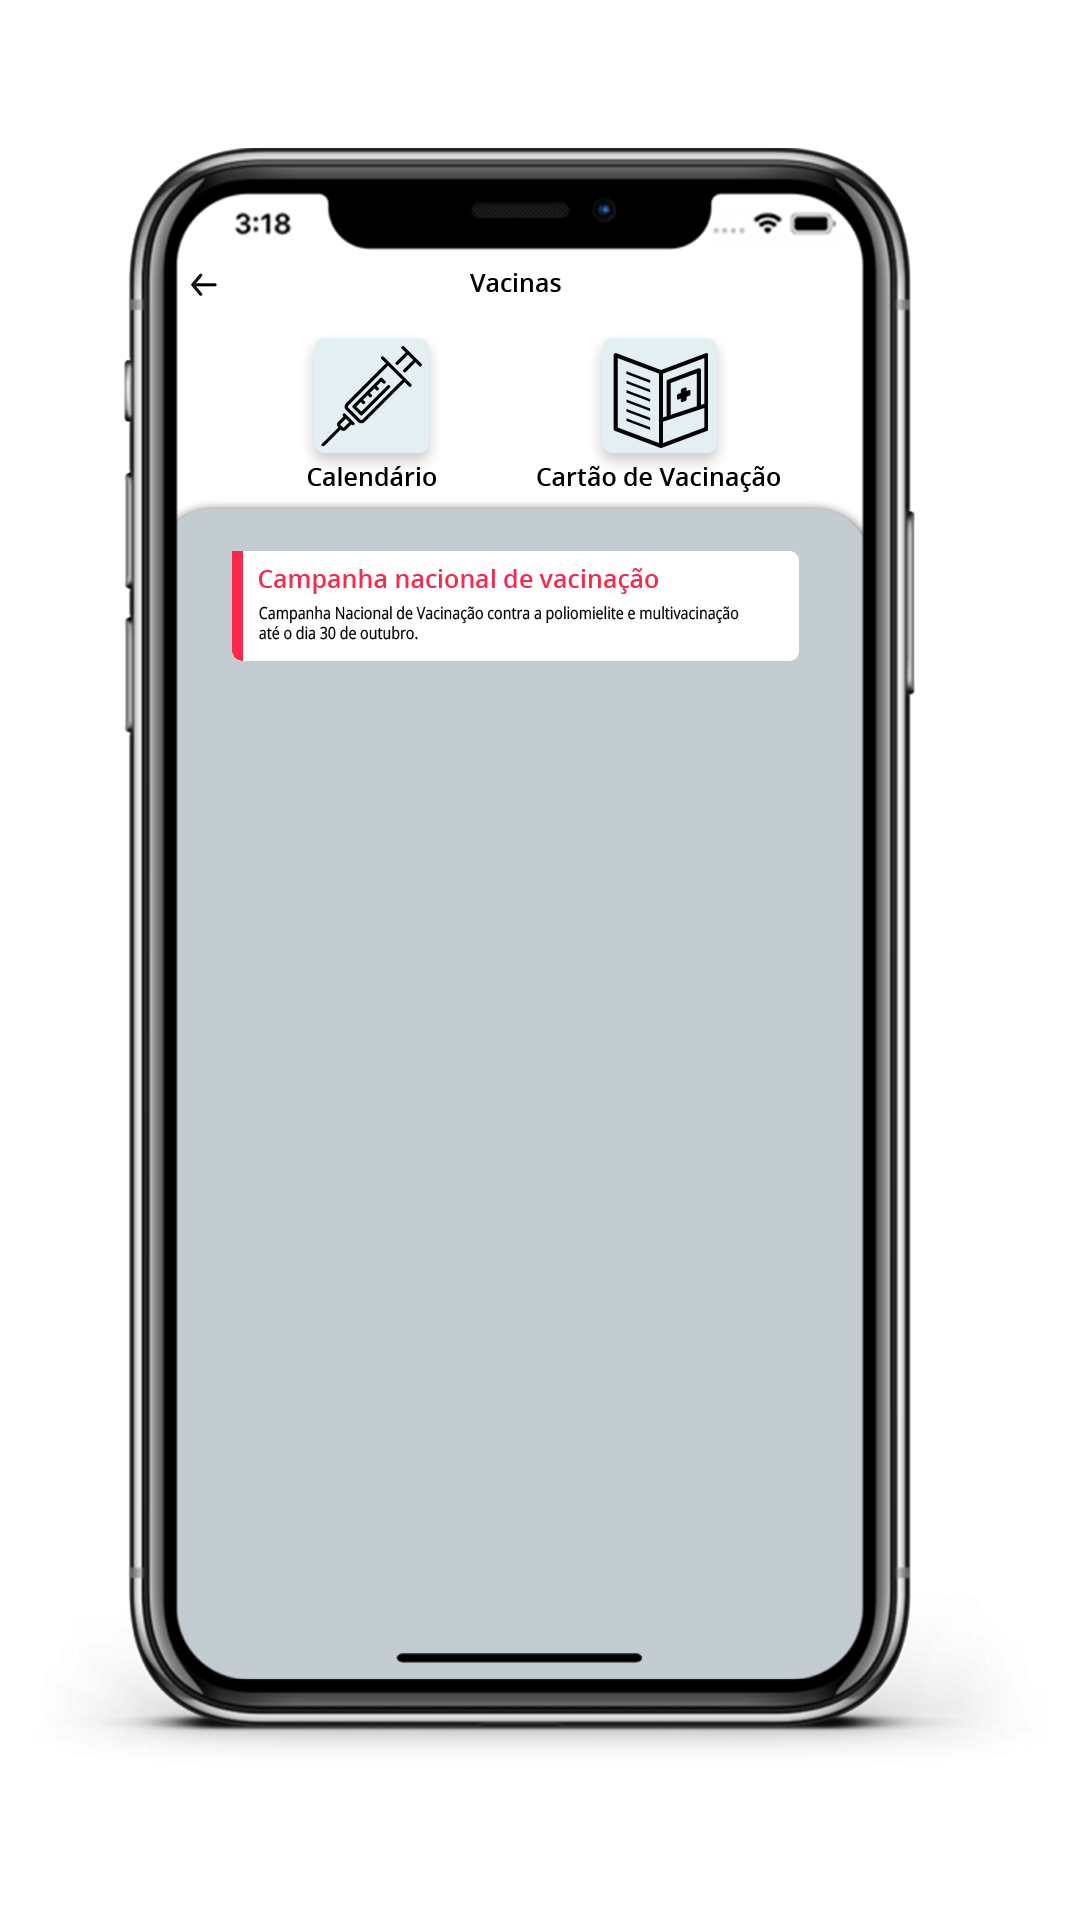 3:18
Vacinas
Calendário
Cartão de Vacinação
Campanha nacional de vacinação
Campanha Nacional de Vacinação contra a poliomielite e multivacinação
até o dia 30 de outubro.